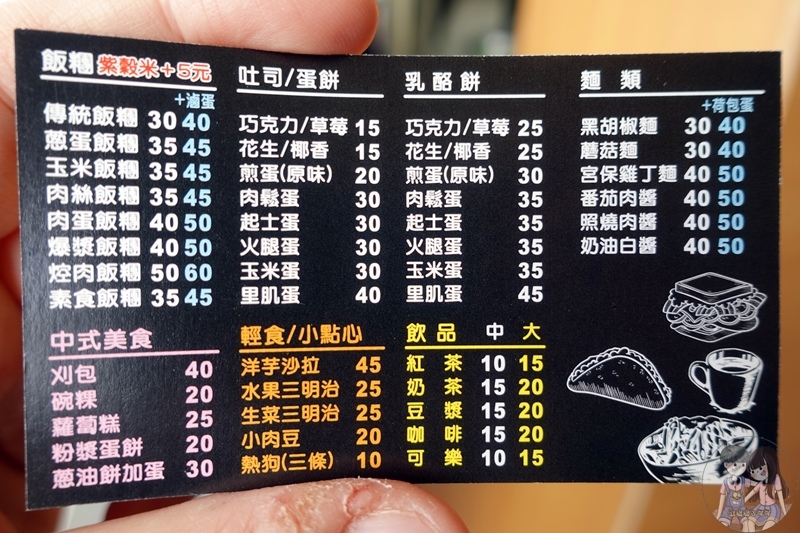 飯糰 紫穀米+5元
+滷蛋
傳統飯糰 30 40
蔥蛋飯糰 35 45
玉米飯糰 35 45
肉絲飯糰 35 45
肉蛋飯糰 40 50
爆漿飯糰 40 50
焢肉飯糰 50 60
素食飯糰 35 45
吐司/蛋餅
巧克力/草莓 15
花生/椰香 15
煎蛋(原味) 20
肉鬆蛋 30
起士蛋 30
火腿蛋 30
玉米蛋 30
里肌蛋 40
乳酪餅
巧克力/草莓 25
花生/椰香 25
煎蛋(原味) 30
肉鬆蛋 35
起士蛋 35
火腿蛋 35
玉米蛋 35
里肌蛋 45
麵類
+荷包蛋
黑胡椒麵 30 40
蘑菇麵 30 40
宮保雞丁麵 40 50
番茄肉醬 40 50
照燒肉醬 40 50
奶油白醬 40 50
中式美食
刈包 40
碗粿 20
蘿蔔糕 25
粉漿蛋餅 20
蔥油餅加蛋 30
輕食/小點心
洋芋沙拉 45
水果三明治 25
生菜三明治 25
小肉豆 20
熱狗(三條) 10
飲品 中 大
紅茶 10 15
奶茶 15 20
豆漿 15 20
咖啡 15 20
可樂 10 15